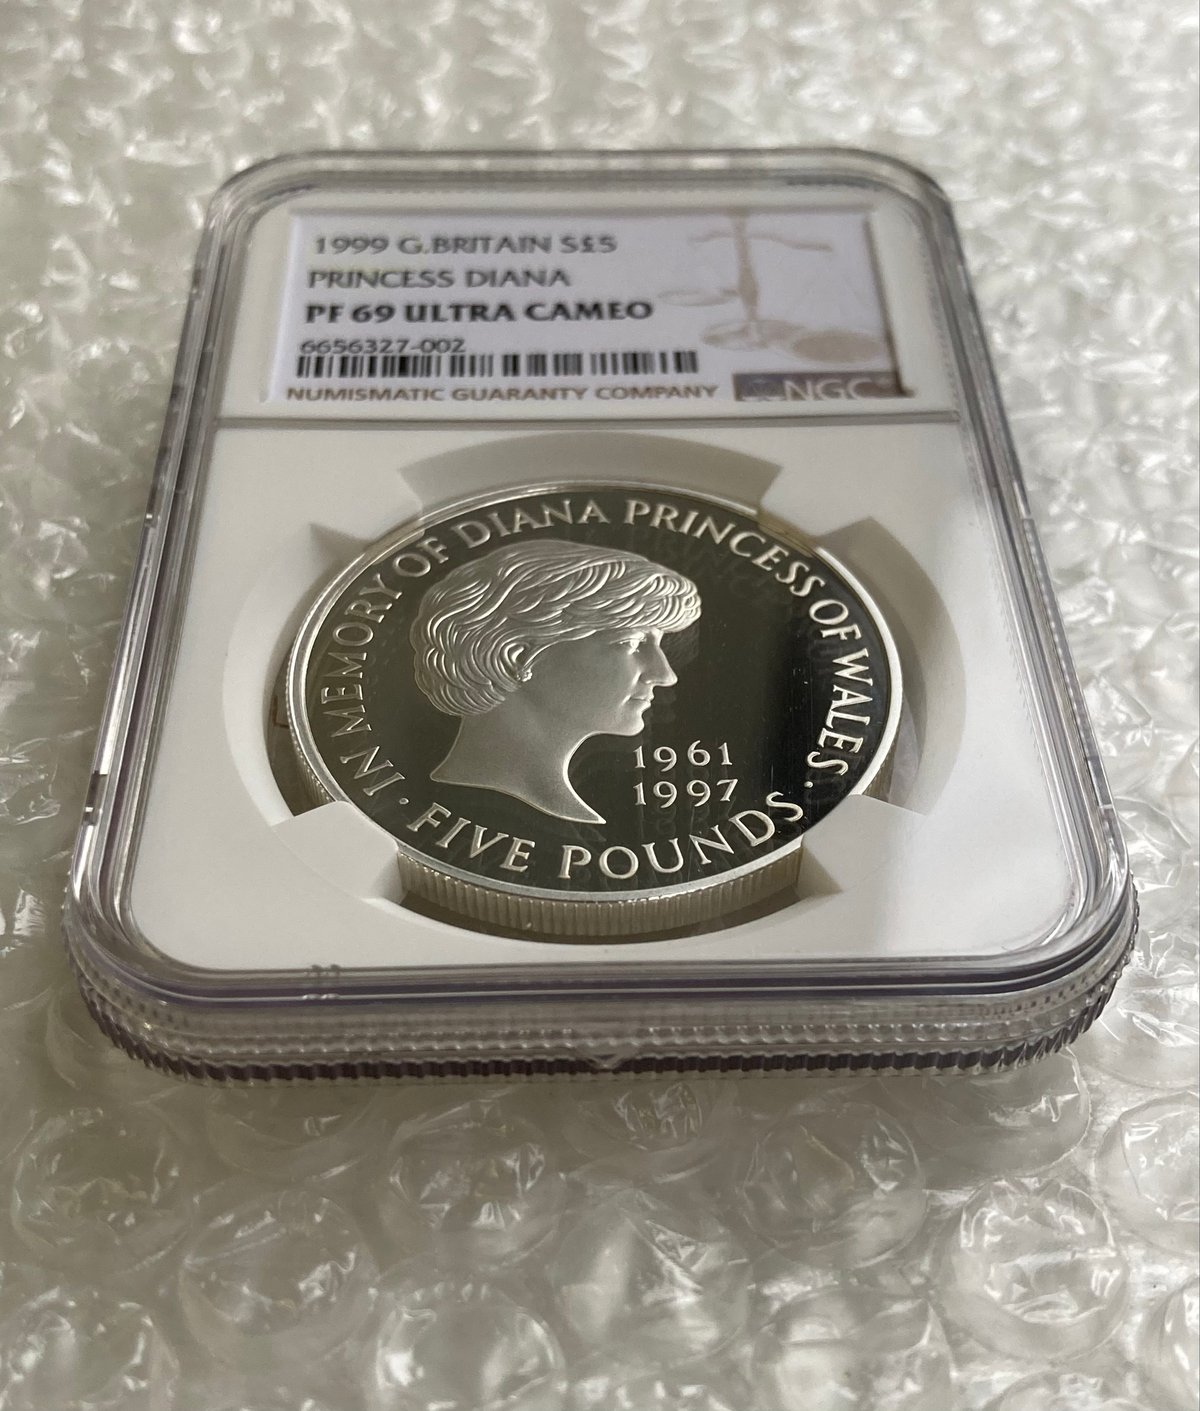 1999 G.BRITAIN S£5
PRINCESS DIANA
PF 69 ULTRA CAMEO
6656327-002
NUMISMATIC GUARANTY COMPANY
NGC
IN MEMORY OF DIANA PRINCESS OF WALES
1961
1997
· FIVE POUNDS ·